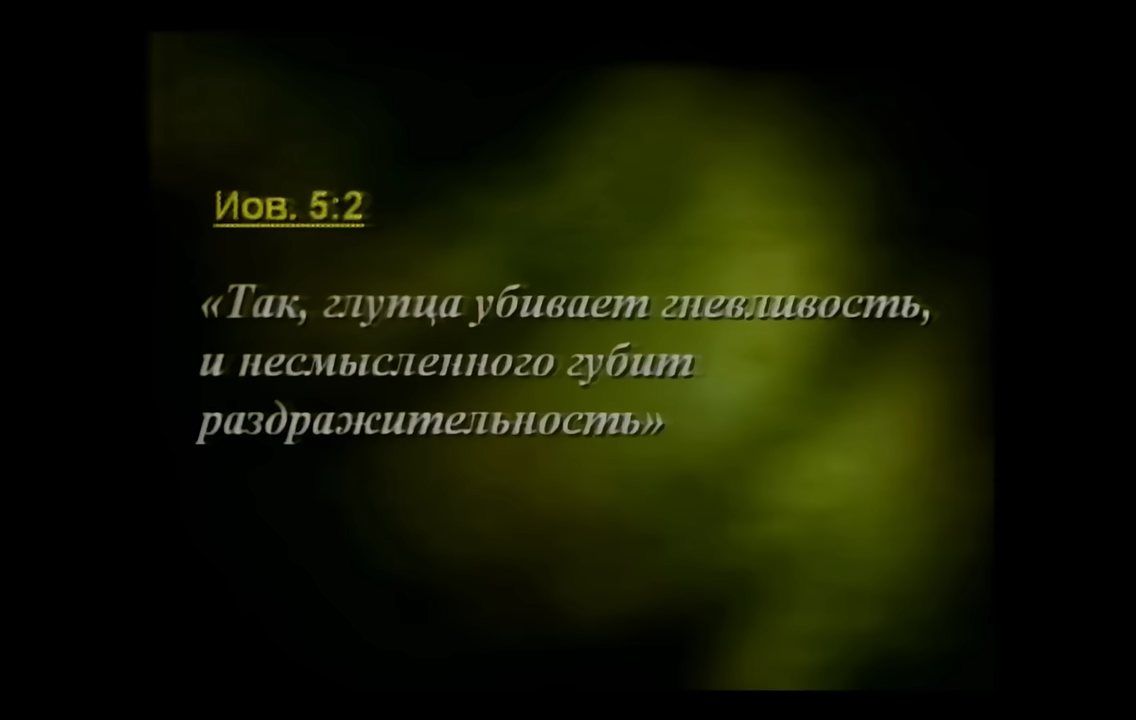 Иов. 5:2
«Так, глупца убивает гневливость,
и несмысленного губит
раздражительность»